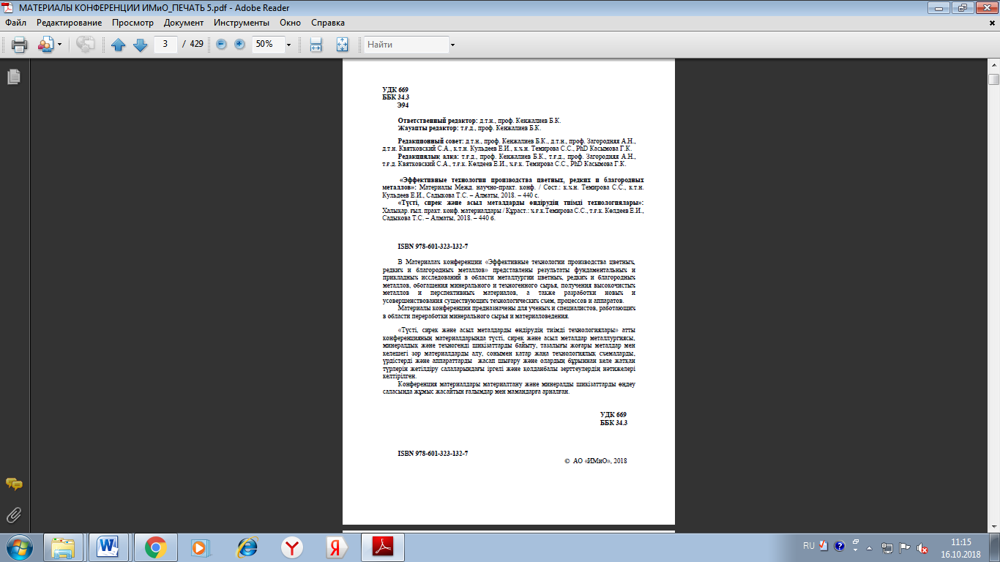 МАТЕРИАЛЫ КОНФЕРЕНЦИИ ИМиО_ПЕЧАТЬ 5.pdf - Adobe Reader
Файл Редактирование Просмотр Документ Инструменты Окно Справка
3 / 429 50% Найти
УДК 669
ББК 34.3
Э94
Ответственный редактор: д.т.н., проф. Кенжалиев Б.К.
Жауапты редактор: т.ғ.д., проф. Кенжалиев Б.К.
Редакционный совет: д.т.н., проф. Кенжалиев Б.К., д.т.н., проф. Загородняя А.Н.,
д.т.н. Квятковский С.А., к.т.н. Кульдеев Е.И., к.х.н. Темирова С.С., PhD Касымова Г.К.
Редакциялық алқа: т.ғ.д., проф. Кенжалиев Б.К., т.ғ.д., проф. Загородняя А.Н.,
т.ғ.д. Квятковский С.А., т.ғ.к. Көлдеев Е.И., х.ғ.к. Темирова С.С., PhD Касымова Г.К.
«Эффективные технологии производства цветных, редких и благородных
металлов»: Материалы Межд. научно-практ. конф. / Сост.: к.х.н. Темирова С.С., к.т.н.
Кульдеев Е.И., Садыкова Т.С. – Алматы, 2018. – 440 с.
«Түсті, сирек және асыл металдарды өндірудің тиімді технологиялары»:
Халықар. ғыл. практ. конф. материалдары / Құраст.: х.ғ.к.Темирова С.С., т.ғ.к. Көлдеев Е.И.,
Садыкова Т.С. – Алматы, 2018. – 440 б.
ISBN 978-601-323-132-7
В Материалах конференции «Эффективные технологии производства цветных,
редких и благородных металлов» представлены результаты фундаментальных и
прикладных исследований в области металлургии цветных, редких и благородных
металлов, обогащения минерального и техногенного сырья, получения высокочистых
металлов и перспективных материалов, а также разработки новых и
усовершенствования существующих технологических схем, процессов и аппаратов.
Материалы конференции предназначены для ученых и специалистов, работающих
в области переработки минерального сырья и материаловедения.
«Түсті, сирек және асыл металдарды өндірудің тиімді технологиялары» атты
конференцияның материалдарында түсті, сирек және асыл металдар металлургиясы,
минералдық және техногенді шикізаттарды байыту, тазалығы жоғары металдар мен
келешегі зор материалдарды алу, сонымен қатар жаңа технологиялық схемаларды,
үрдістерді және аппараттарды жасап шығару және олардың бұрыннан келе жатқан
түрлерін жетілдіру салаларындағы іргелі және қолданбалы зерттеулердің нәтижелері
келтірілген.
Конференция материалдары материалтану және минералды шикізаттарды өңдеу
саласында жұмыс жасайтын ғалымдар мен мамандарға арналған.
УДК 669
ББК 34.3
ISBN 978-601-323-132-7
© АО «ИМиО», 2018
RU 11:15
16.10.2018